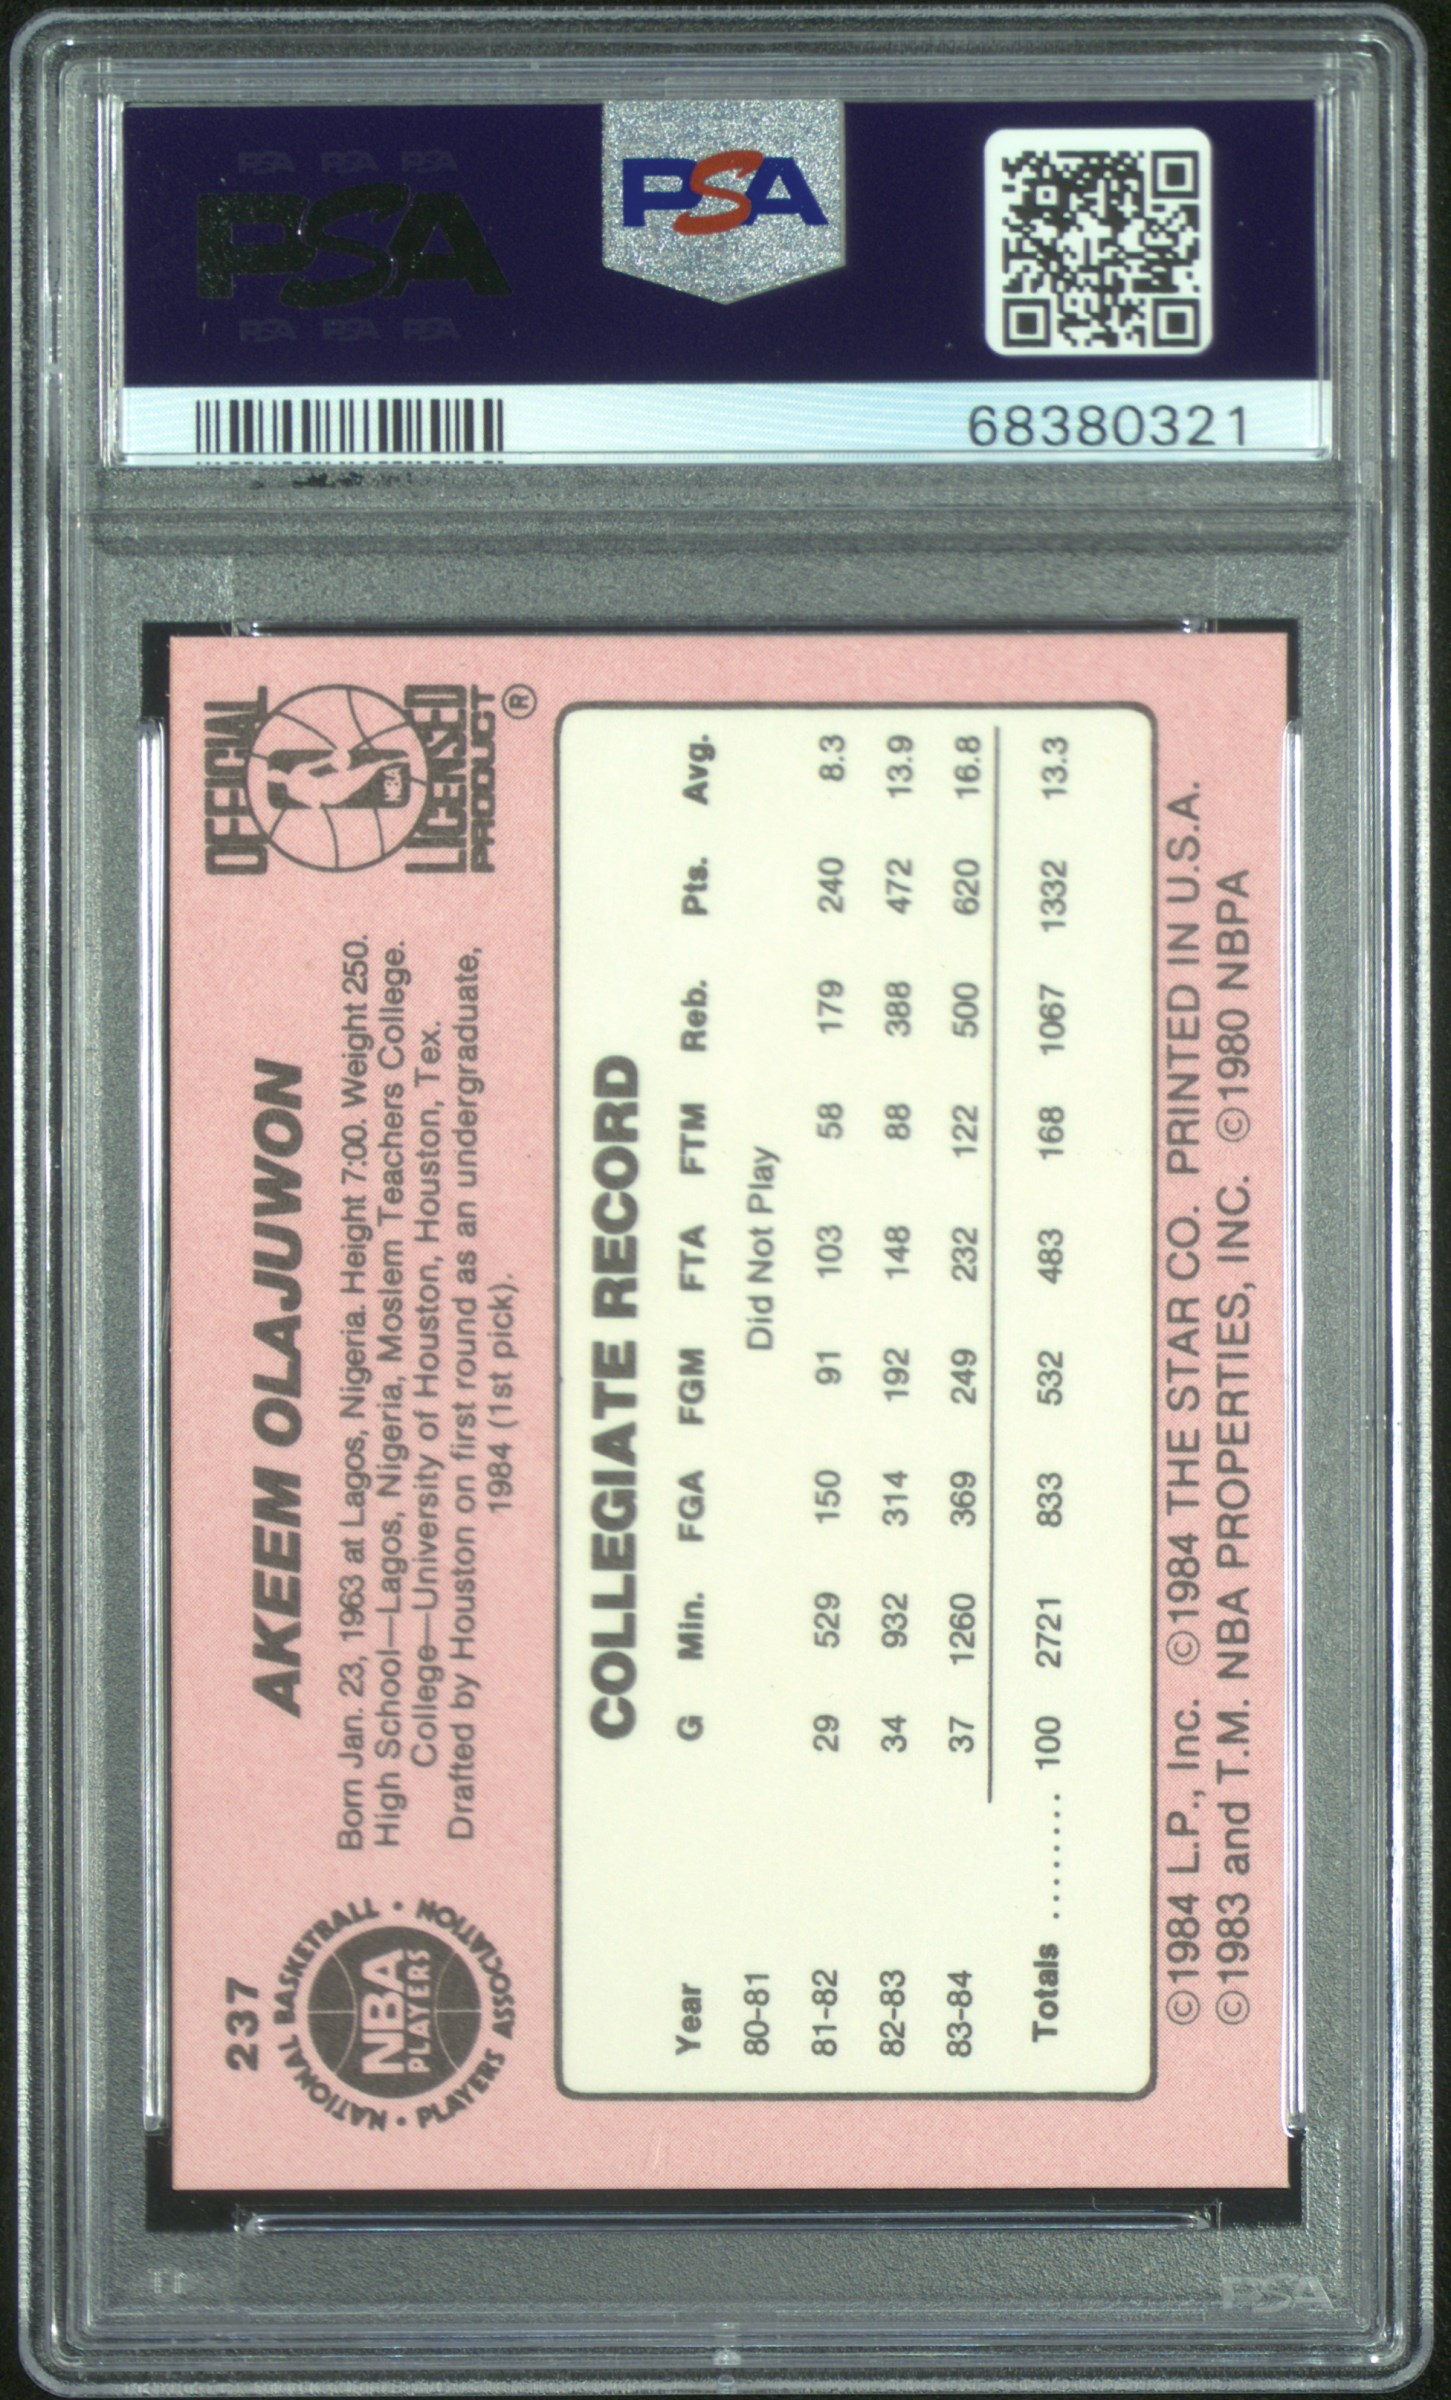 PSA PSA PSA
PSA
PSA PSA PSA
PSA
68380321
237
NATIONAL BASKETBALL • PLAYERS ASSOCIATION •
NBA
PLAYERS
AKEEM OLAJUWON
Born Jan. 23, 1963 at Lagos, Nigeria. Height 7:00. Weight 250.
High School—Lagos, Nigeria, Moslem Teachers College.
College—University of Houston, Houston, Tex.
Drafted by Houston on first round as an undergraduate,
1984 (1st pick).
OFFICIAL
NBA
LICENSED
PRODUCT ®
COLLEGIATE RECORD
Year G Min. FGA FGM FTA FTM Reb. Pts. Avg.
80-81 Did Not Play
81-82 29 529 150 91 103 58 179 240 8.3
82-83 34 932 314 192 148 88 388 472 13.9
83-84 37 1260 369 249 232 122 500 620 16.8
Totals ........ 100 2721 833 532 483 168 1067 1332 13.3
©1984 L.P., Inc. ©1984 THE STAR CO. PRINTED IN U.S.A.
©1983 and T.M. NBA PROPERTIES, INC. ©1980 NBPA
PSA